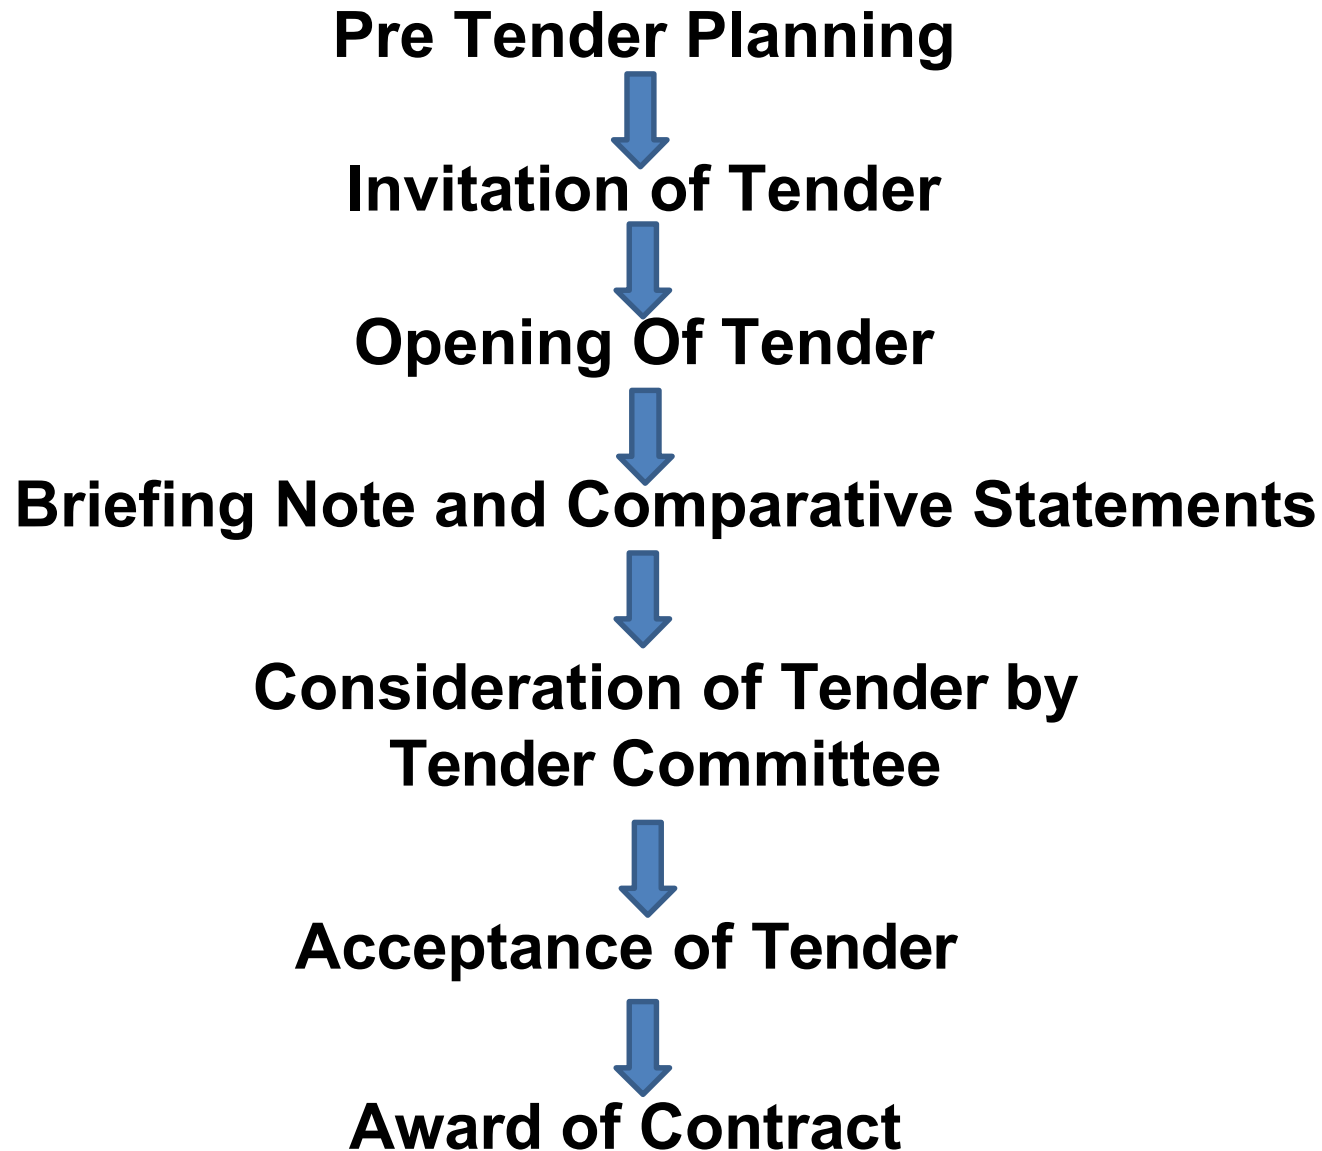 Pre Tender Planning
Invitation of Tender
Opening Of Tender
Briefing Note and Comparative Statements
Consideration of Tender by
Tender Committee
Acceptance of Tender
Award of Contract